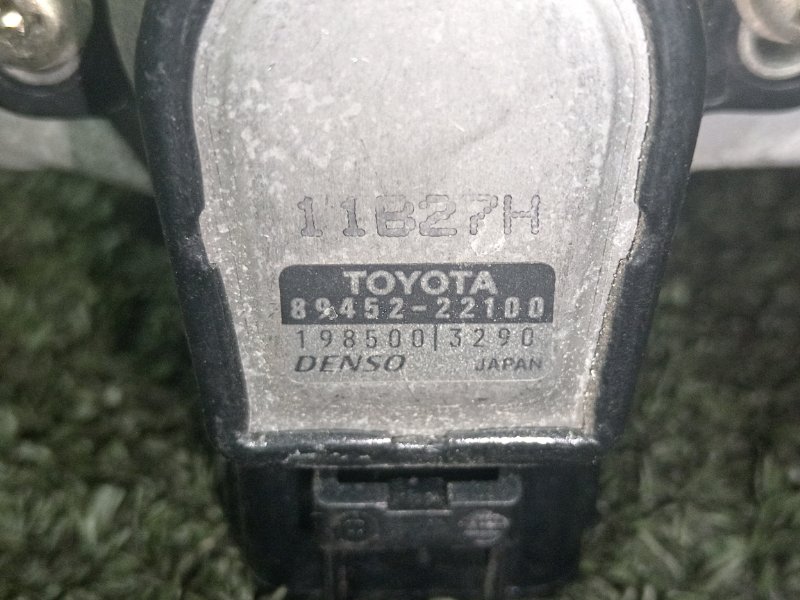 11B27H
TOYOTA
89452-22100
198500|3290
DENSO JAPAN